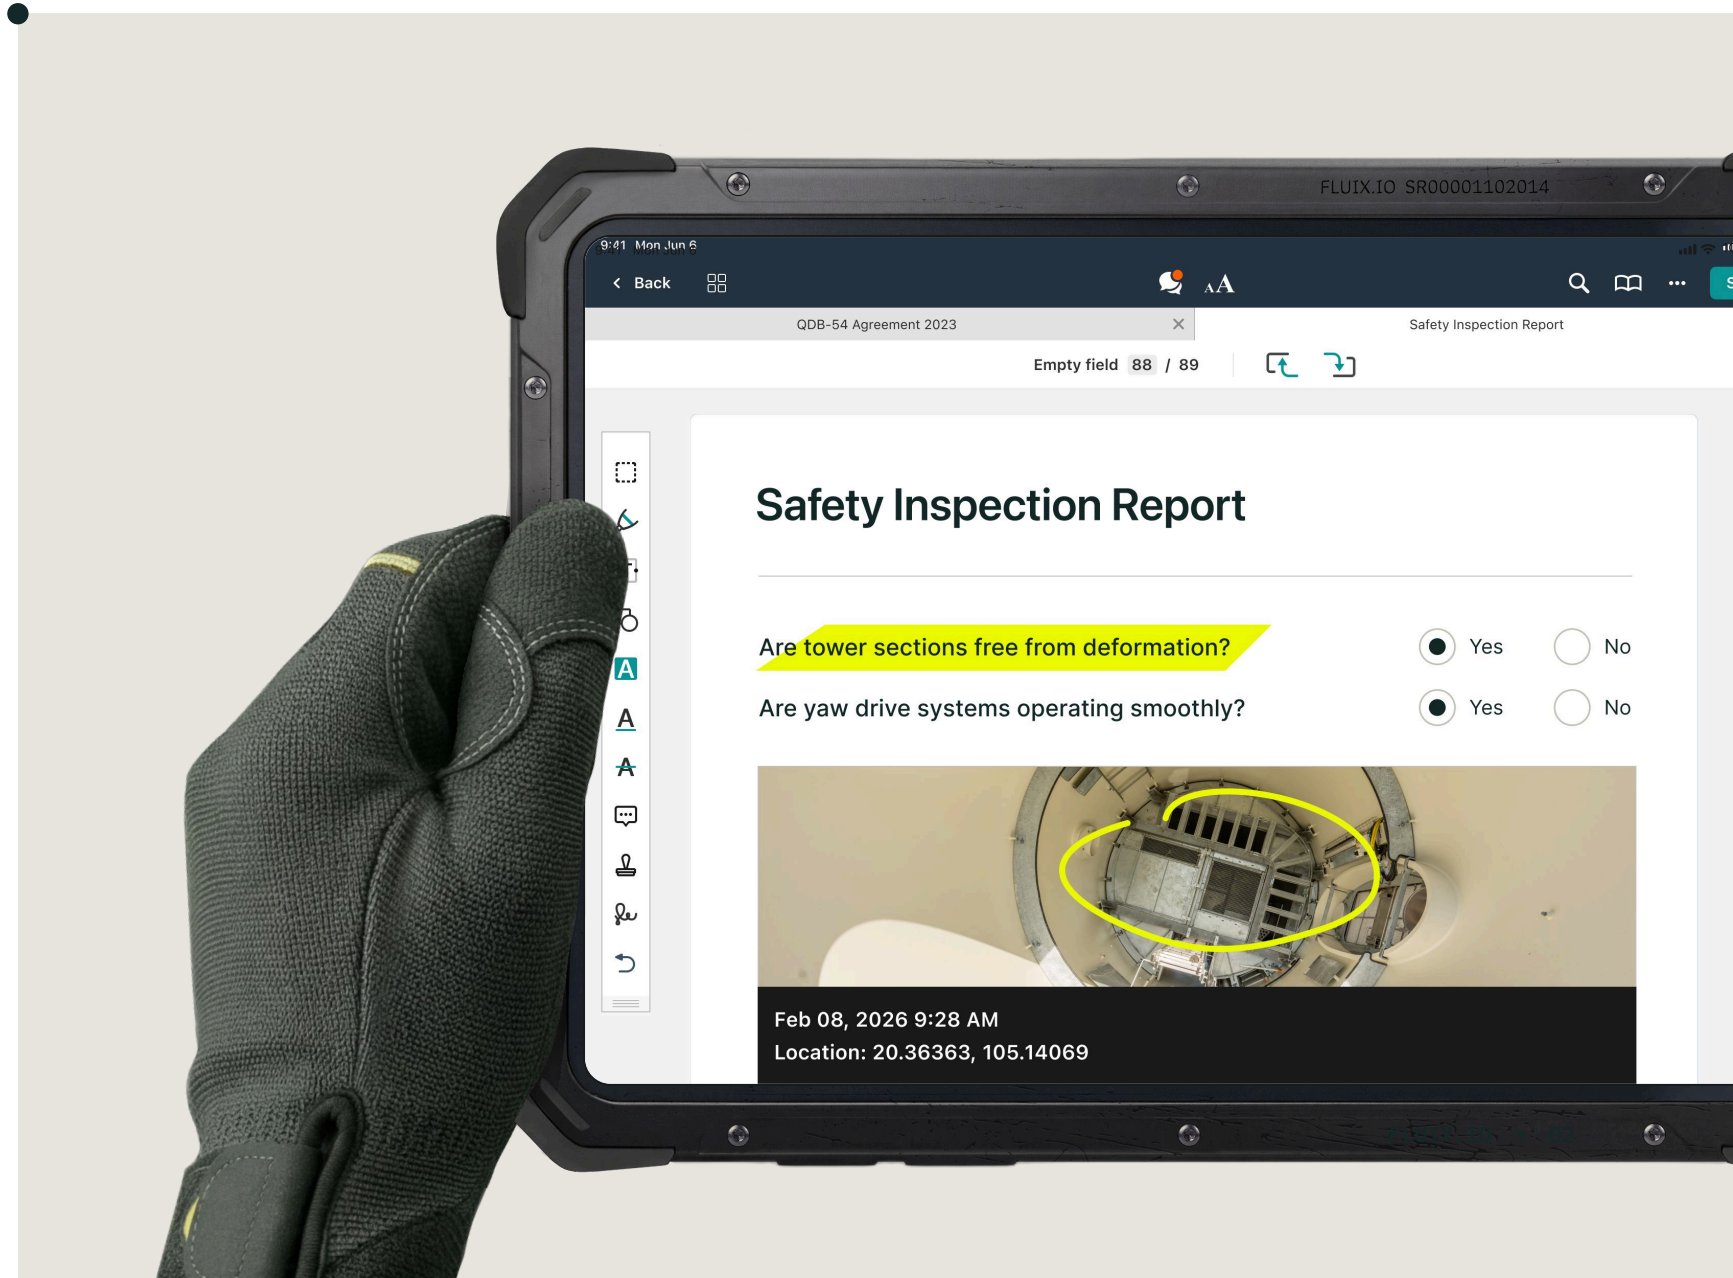 FLUIX.IO SR00001102014
9:41 Mon Jun 6
Back
AA
QDB-54 Agreement 2023
Safety Inspection Report
Empty field 88 / 89
Safety Inspection Report
Are tower sections free from deformation? Yes No
Are yaw drive systems operating smoothly? Yes No
A
A
A
Feb 08, 2026 9:28 AM
Location: 20.36363, 105.14069